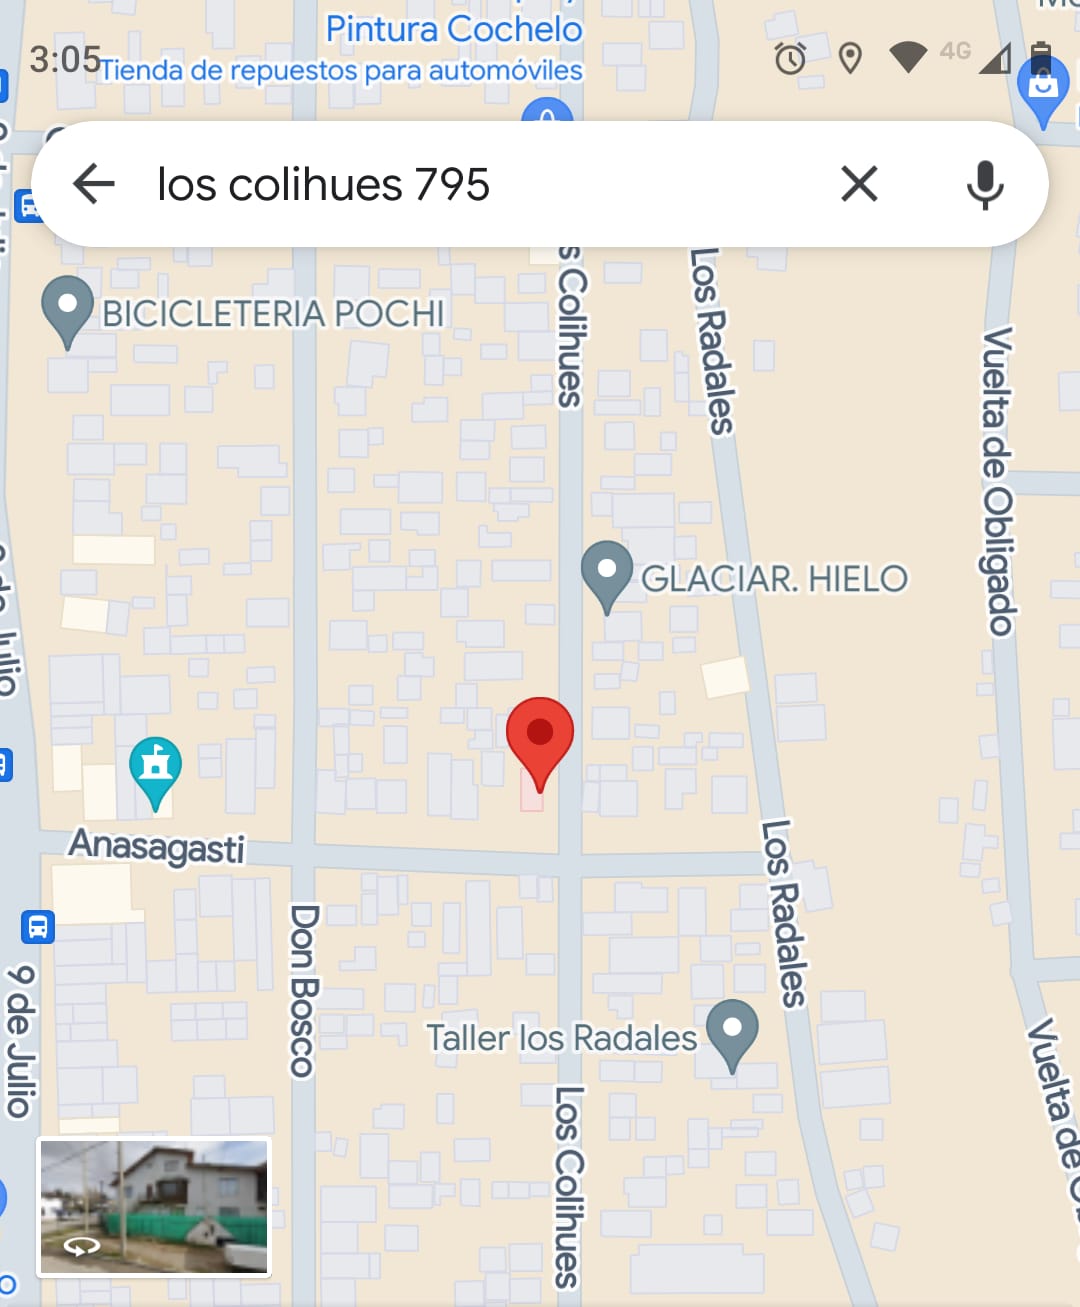 Pintura Cochelo
3:05
Tienda de repuestos para automóviles
4G
los colihues 795
s Colihues
Los Radales
BICICLETERIA POCHI
Vuelta de Obligado
GLACIAR. HIELO
Julio
Anasagasti
Los Radales
Don Bosco
9 de Julio
Taller los Radales
Vuelta de
Los Colihues